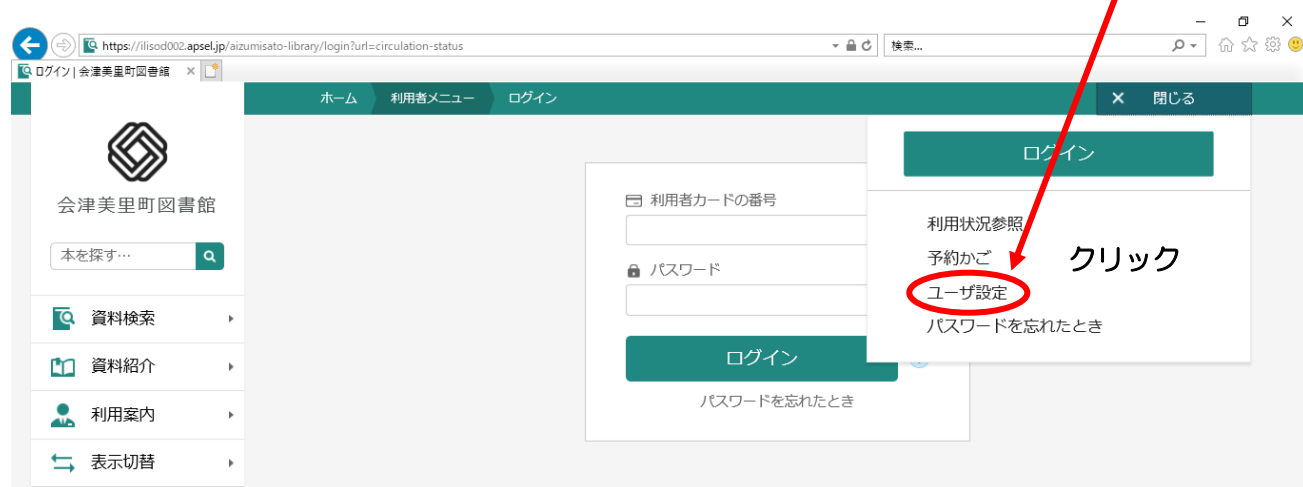 https://ilisod002.apsel.jp/aizumisato-library/login?url=circulation-status
検索...
ログイン | 会津美里町図書館
ホーム 利用者メニュー ログイン
× 閉じる
会津美里町図書館
本を探す…
資料検索
資料紹介
利用案内
表示切替
利用者カードの番号
パスワード
ログイン
パスワードを忘れたとき
ログイン
利用状況参照
予約かご
ユーザ設定
パスワードを忘れたとき
クリック